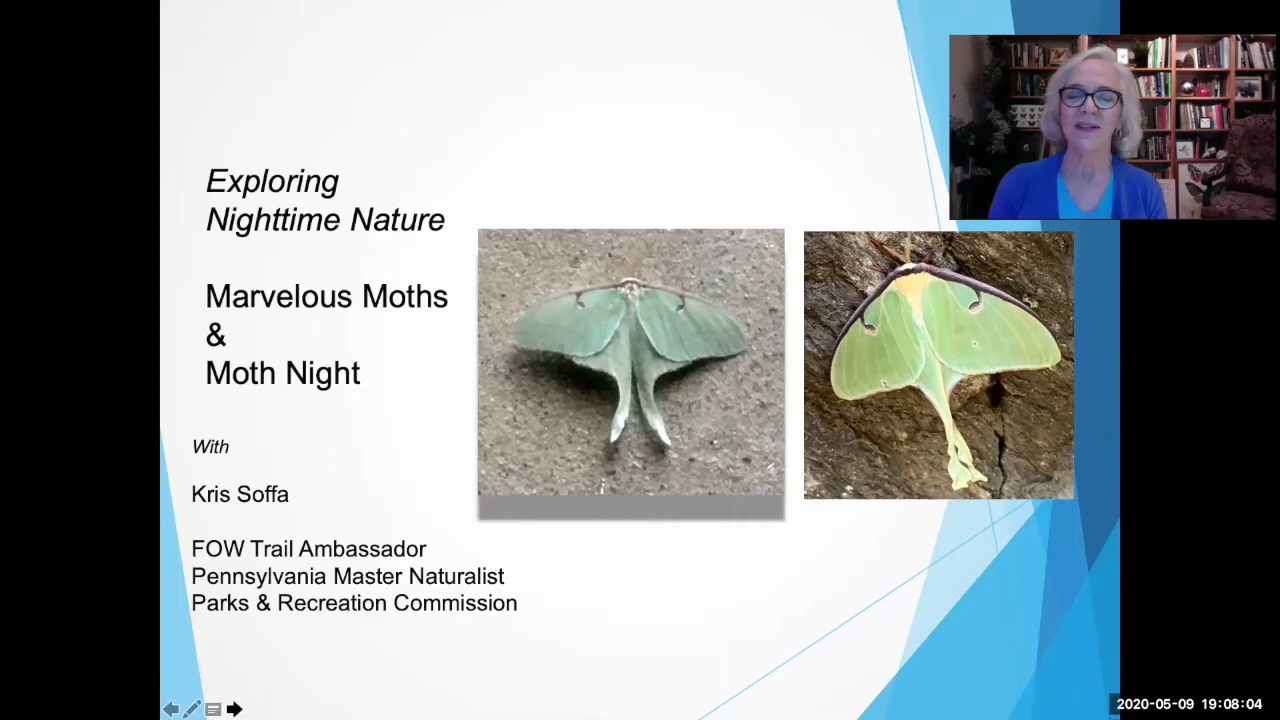 Exploring
Nighttime Nature
Marvelous Moths
&
Moth Night
With
Kris Soffa
FOW Trail Ambassador
Pennsylvania Master Naturalist
Parks & Recreation Commission
2020-05-09 19:08:04